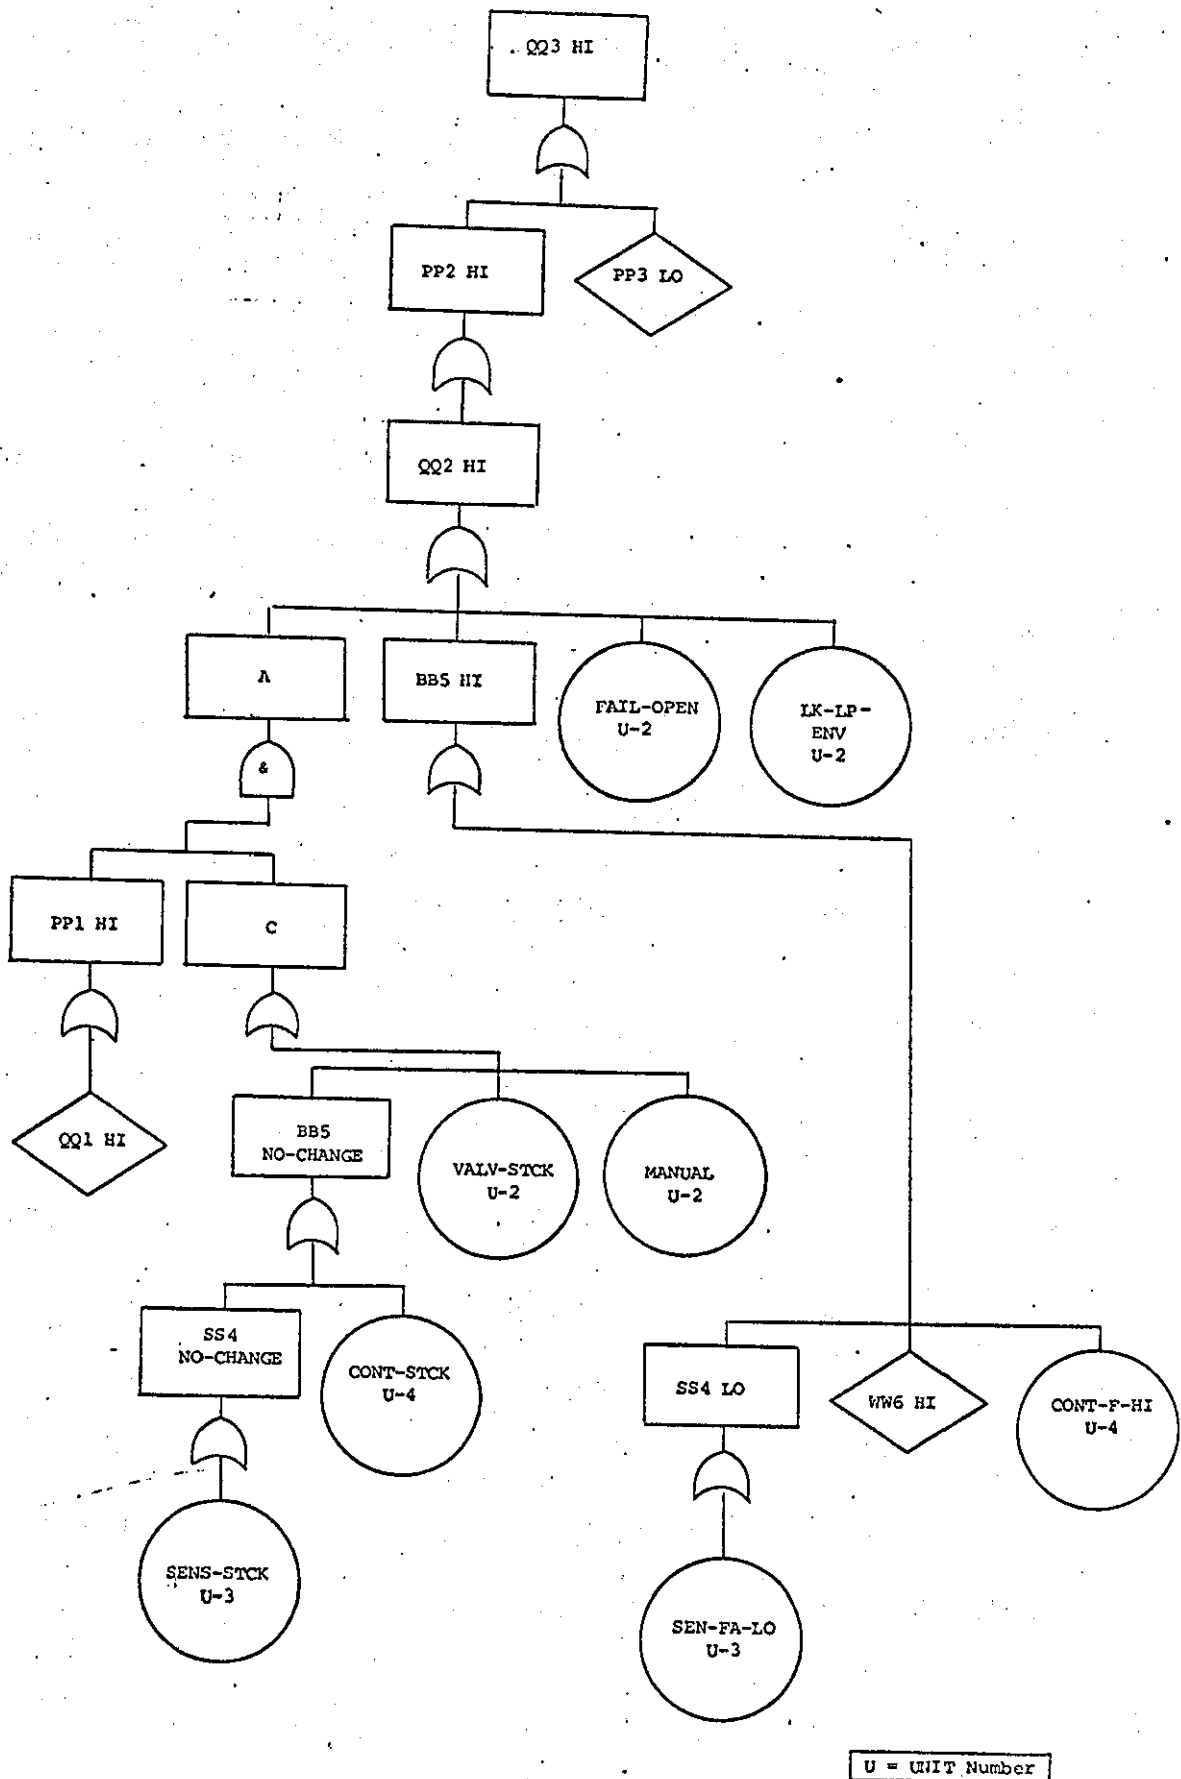 QQ3 HI
PP2 HI
PP3 LO
QQ2 HI
A
BB5 HI
FAIL-OPEN
U-2
LK-LP-
ENV
U-2
&
PP1 HI
C
QQ1 HI
BB5
NO-CHANGE
VALV-STCK
U-2
MANUAL
U-2
SS4
NO-CHANGE
CONT-STCK
U-4
SS4 LO
WW6 HI
CONT-F-HI
U-4
SENS-STCK
U-3
SEN-FA-LO
U-3
U = UNIT Number